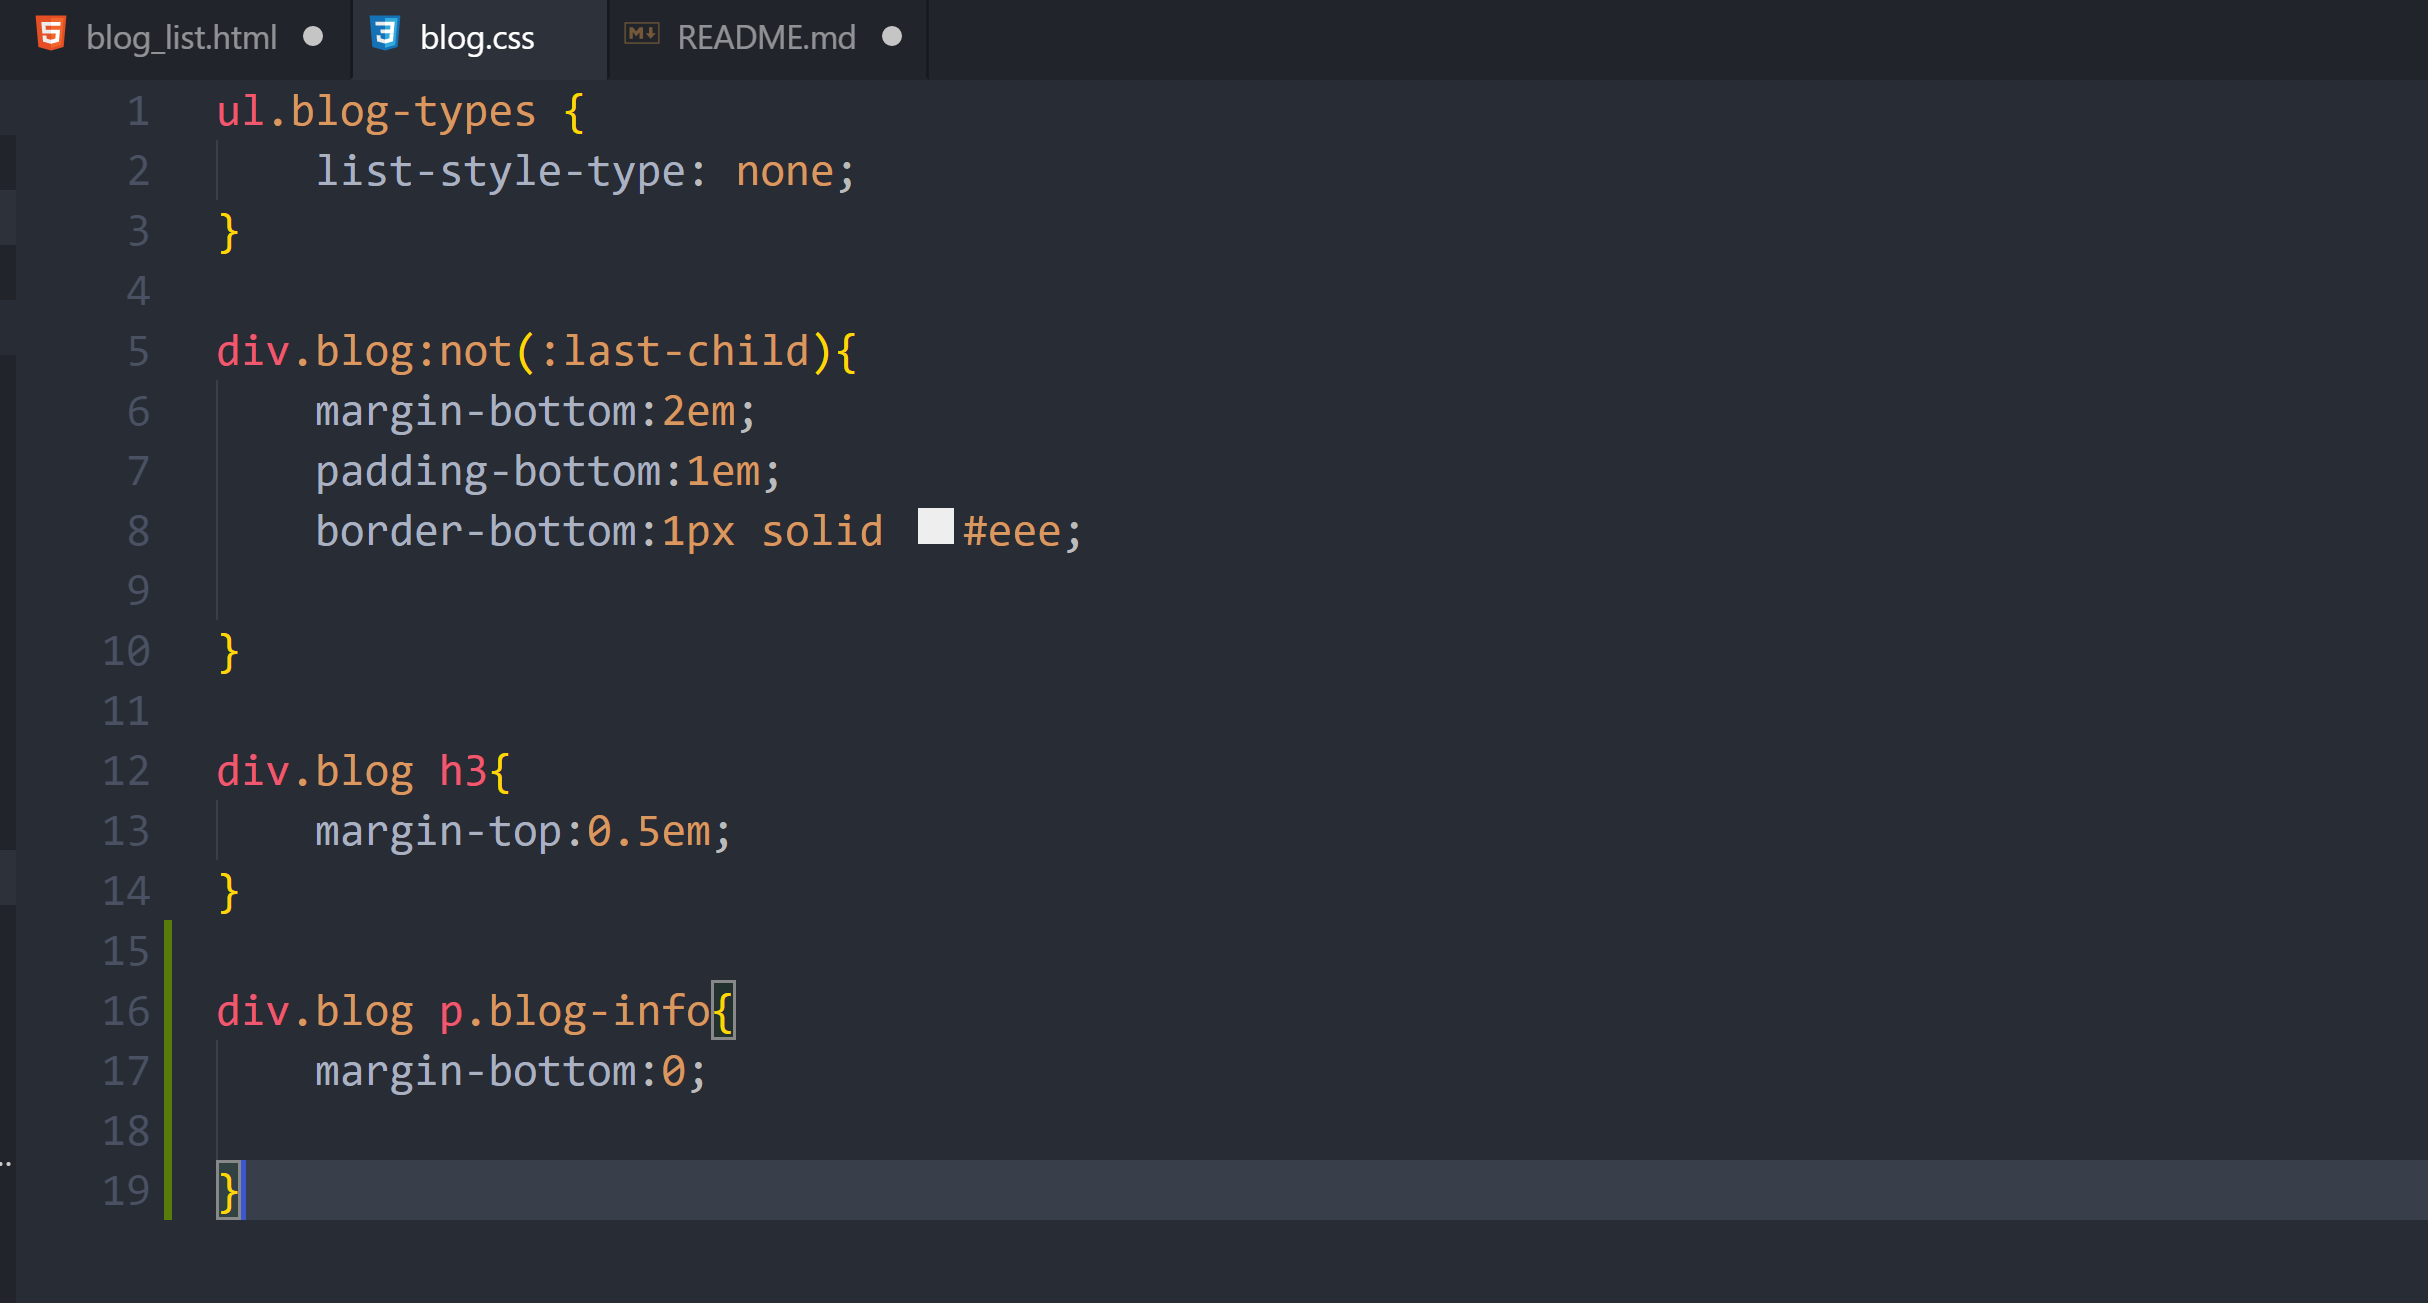 blog_list.html blog.css README.md
1 ul.blog-types {
2     list-style-type: none;
3 }
4
5 div.blog:not(:last-child){
6     margin-bottom:2em;
7     padding-bottom:1em;
8     border-bottom:1px solid #eee;
9
10 }
11
12 div.blog h3{
13     margin-top:0.5em;
14 }
15
16 div.blog p.blog-info{
17     margin-bottom:0;
18
19 }